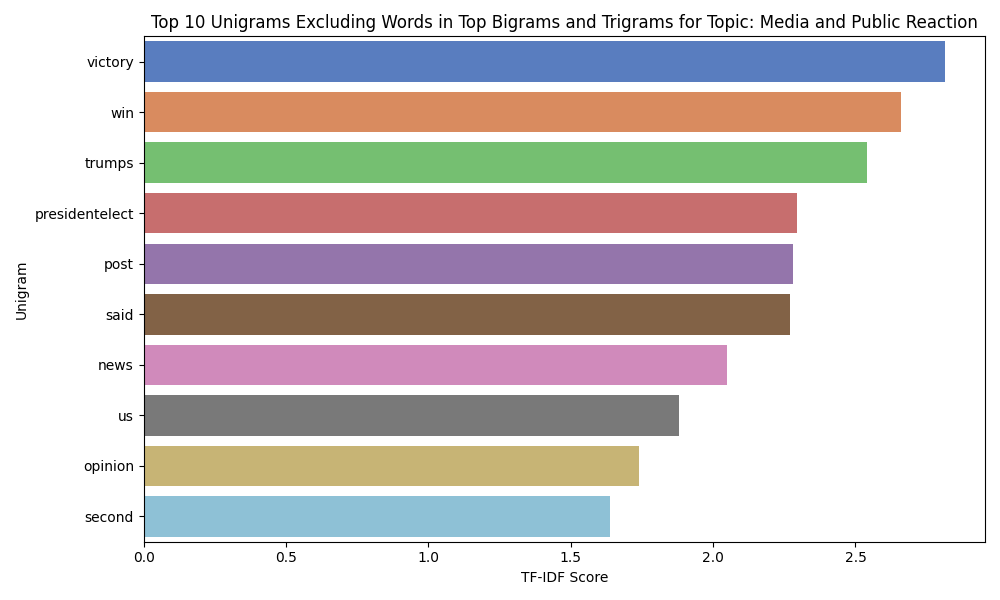 Top 10 Unigrams Excluding Words in Top Bigrams and Trigrams for Topic: Media and Public Reaction
victory
win
trumps
presidentelect
post
said
news
us
opinion
second
Unigram
0.0 0.5 1.0 1.5 2.0 2.5
TF-IDF Score